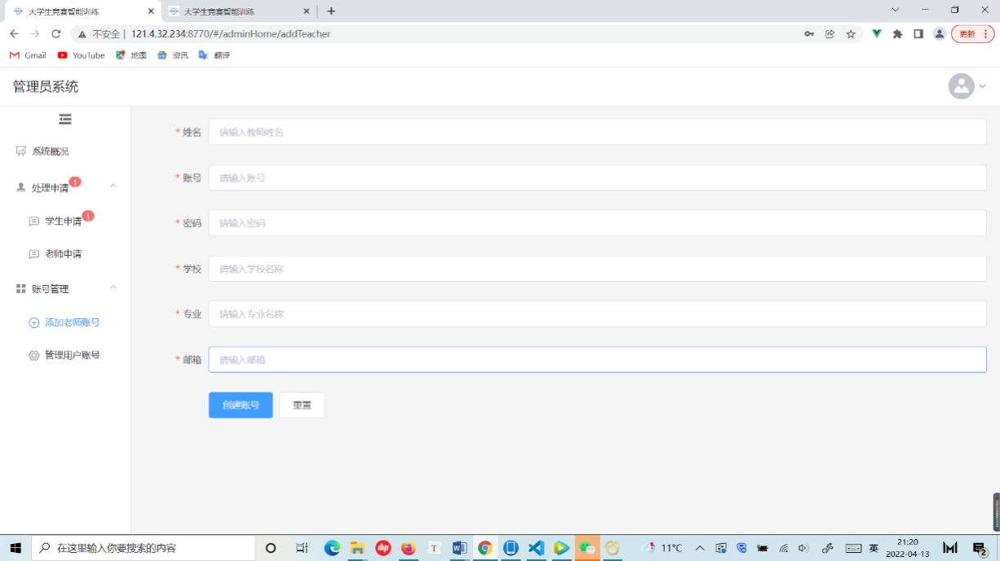 大学生竞赛智能训练
大学生竞赛智能训练
不安全 | 121.4.32.234:8770/#/adminHome/addTeacher
更新
Gmail
YouTube
地图
资讯
翻译
管理员系统
系统概况
处理申请 1
学生申请 1
老师申请
账号管理
添加老师账号
管理用户账号
* 姓名 请输入教师姓名
* 账号 请输入账号
* 密码 请输入密码
* 学校 请输入学校名称
* 专业 请输入专业名称
* 邮箱 请输入邮箱
创建账号 重置
在这里输入你要搜索的内容
11°C
英
21:20
2022-04-13
2